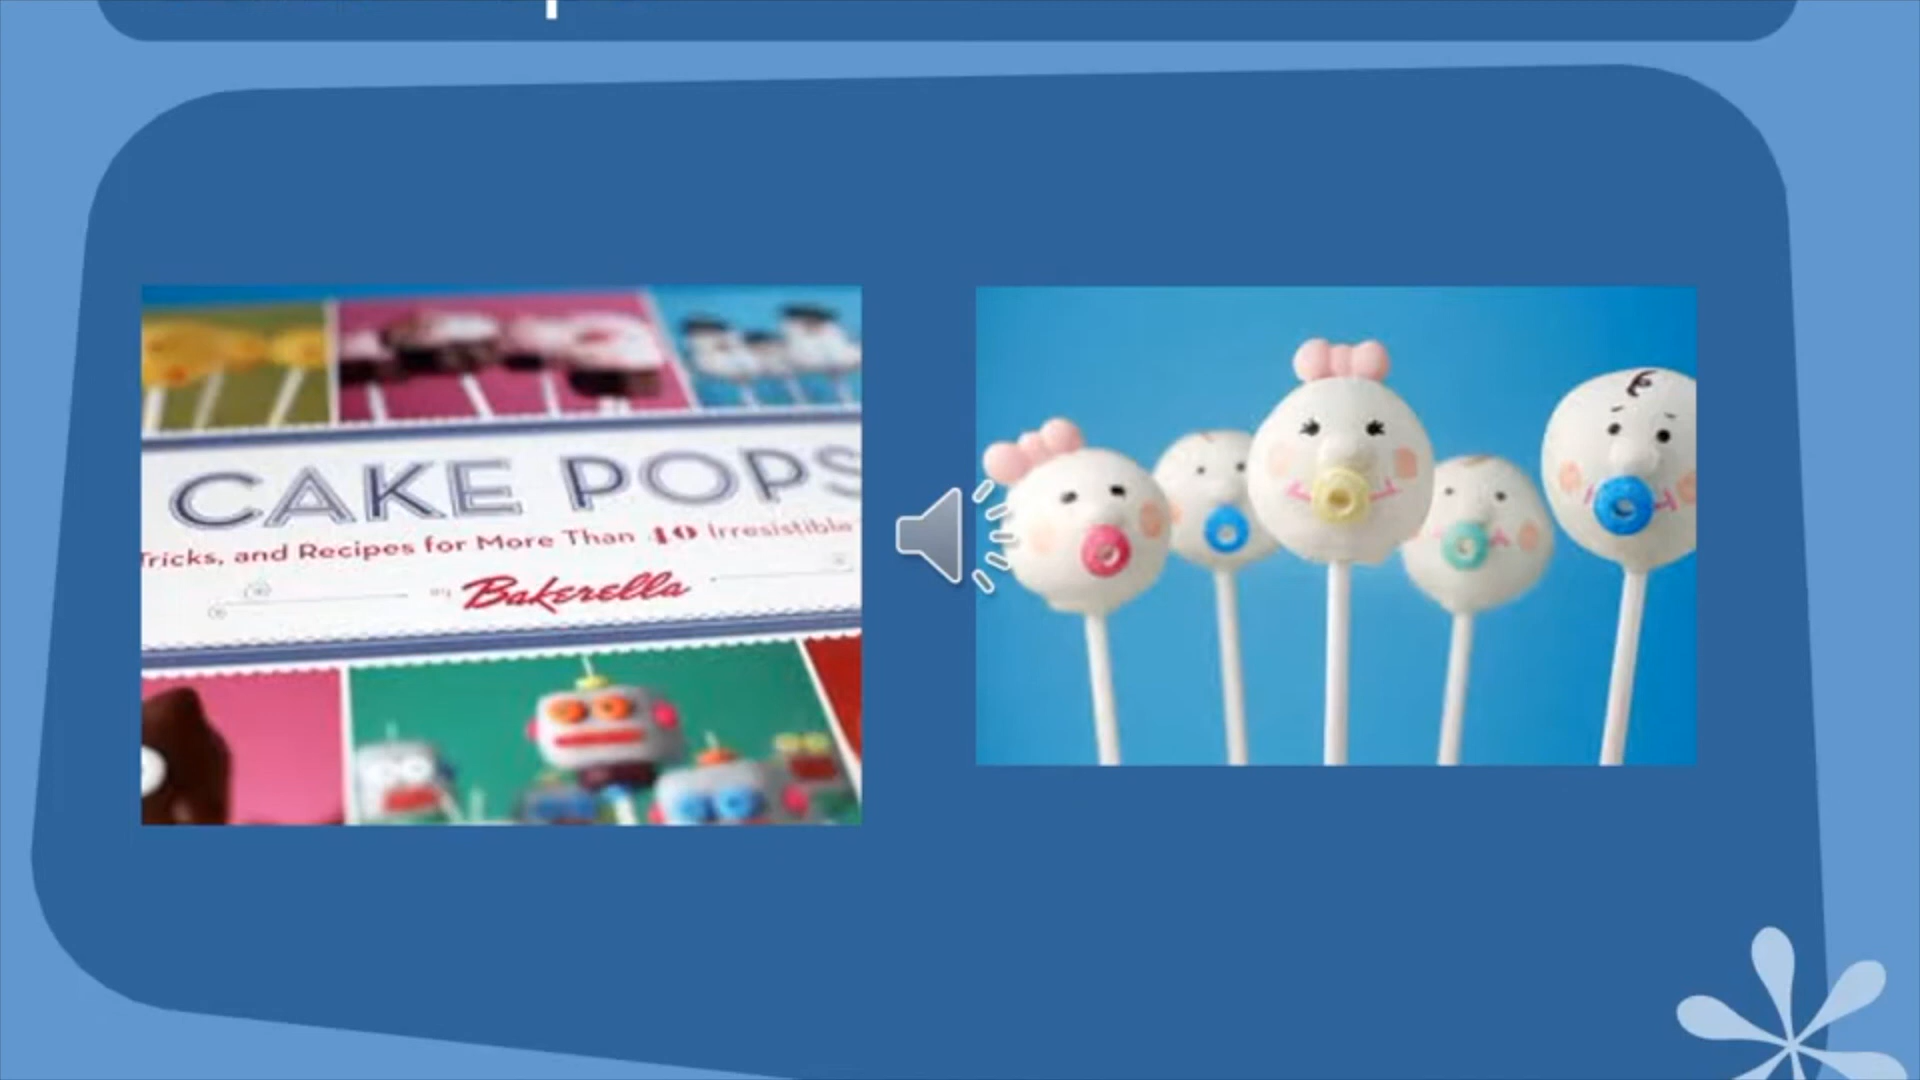 CAKE POPS
Tricks, and Recipes for More Than 40 Irresistible
BY Bakerella